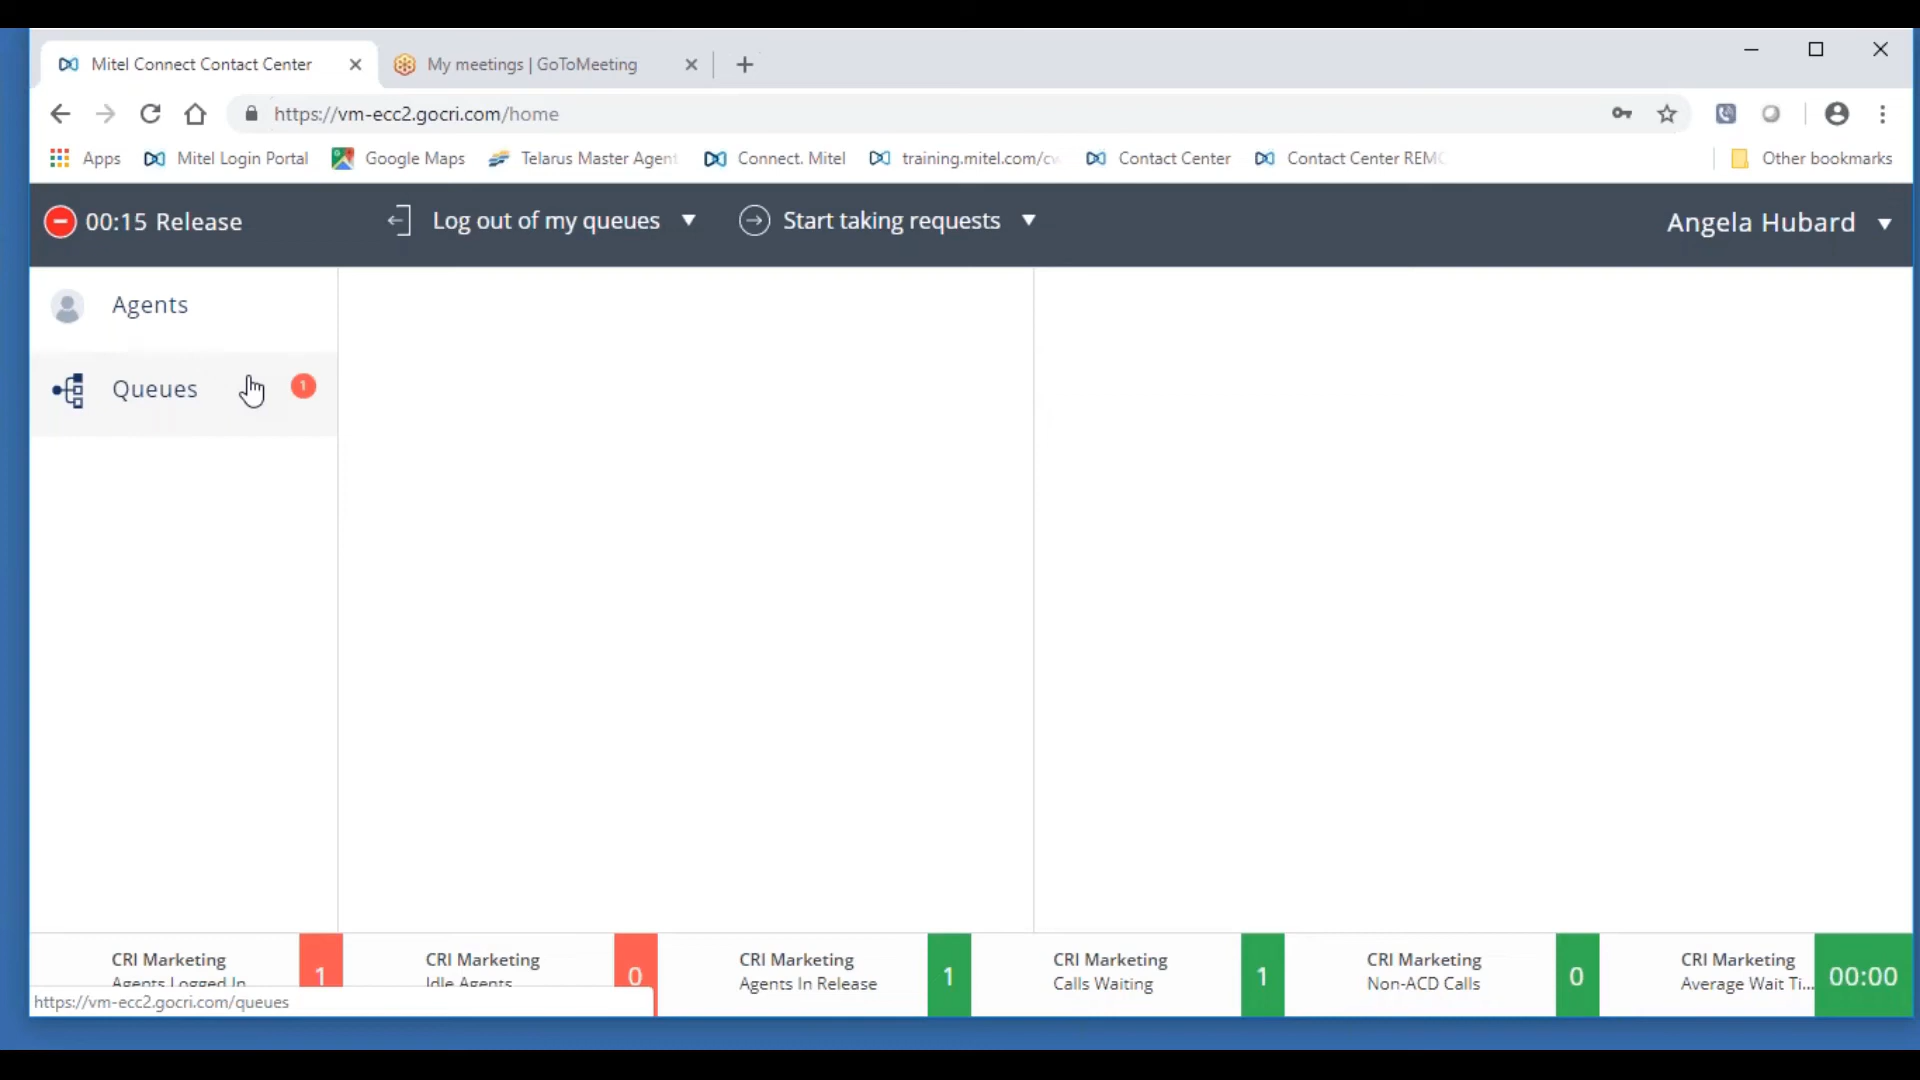 Mitel Connect Contact Center
My meetings | GoToMeeting
https://vm-ecc2.gocri.com/home
Apps Mitel Login Portal Google Maps Telarus Master Agent Connect. Mitel training.mitel.com/cw Contact Center Contact Center REMO Other bookmarks
00:15 Release Log out of my queues Start taking requests Angela Hubard
Agents
Queues 1
CRI Marketing
Agents Logged In
1
CRI Marketing
Idle Agents
0
CRI Marketing
Agents In Release
1
CRI Marketing
Calls Waiting
1
CRI Marketing
Non-ACD Calls
0
CRI Marketing
Average Wait Ti...
00:00
https://vm-ecc2.gocri.com/queues